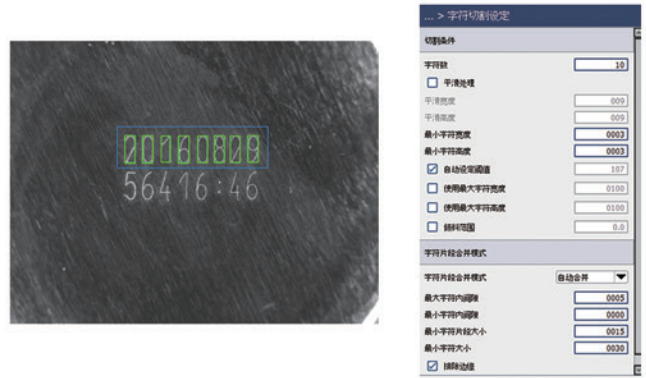 20160809
56416:46
... > 字符切割设定
切割条件
字符数 10
平滑处理
平滑宽度 009
平滑高度 009
最小字符宽度 0003
最小字符高度 0003
自动设定阈值 107
使用最大字符宽度 0100
使用最大字符高度 0100
倾斜范围 0.0
字符片段合并模式
字符片段合并模式 自动合并
最大字符内间隙 0005
最小字符内间隙 0000
最小字符片段大小 0015
最小字符大小 0030
排除边缘